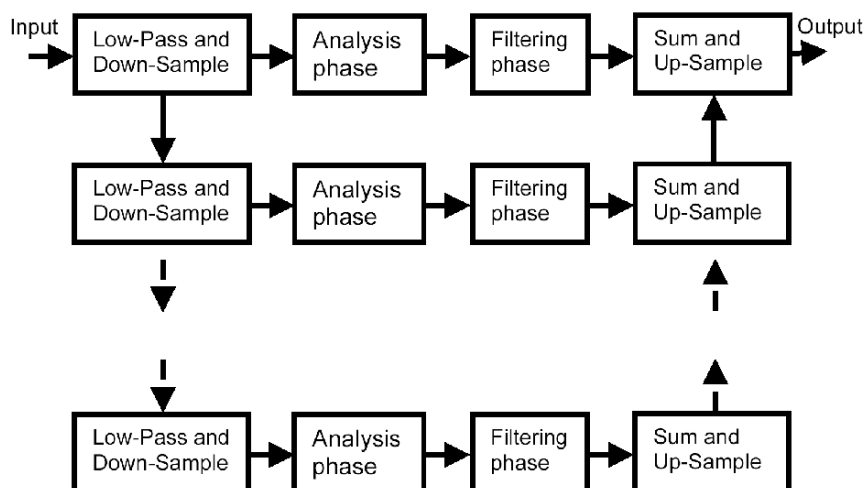 Input
Low-Pass and
Down-Sample
Analysis
phase
Filtering
phase
Sum and
Up-Sample
Output
Low-Pass and
Down-Sample
Analysis
phase
Filtering
phase
Sum and
Up-Sample
Low-Pass and
Down-Sample
Analysis
phase
Filtering
phase
Sum and
Up-Sample